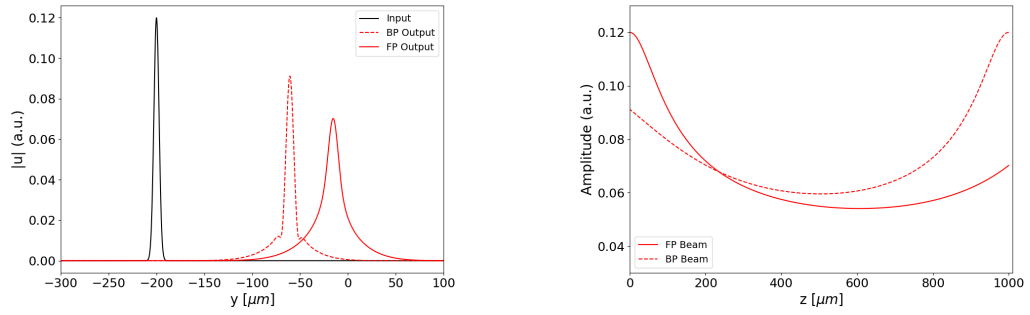 0.12
0.10
0.08
0.06
0.04
0.02
0.00
|u| (a.u.)
−300 −250 −200 −150 −100 −50 0 50 100
y [μm]
Input
BP Output
FP Output
0.12
0.10
0.08
0.06
0.04
Amplitude (a.u.)
0 200 400 600 800 1000
z [μm]
FP Beam
BP Beam